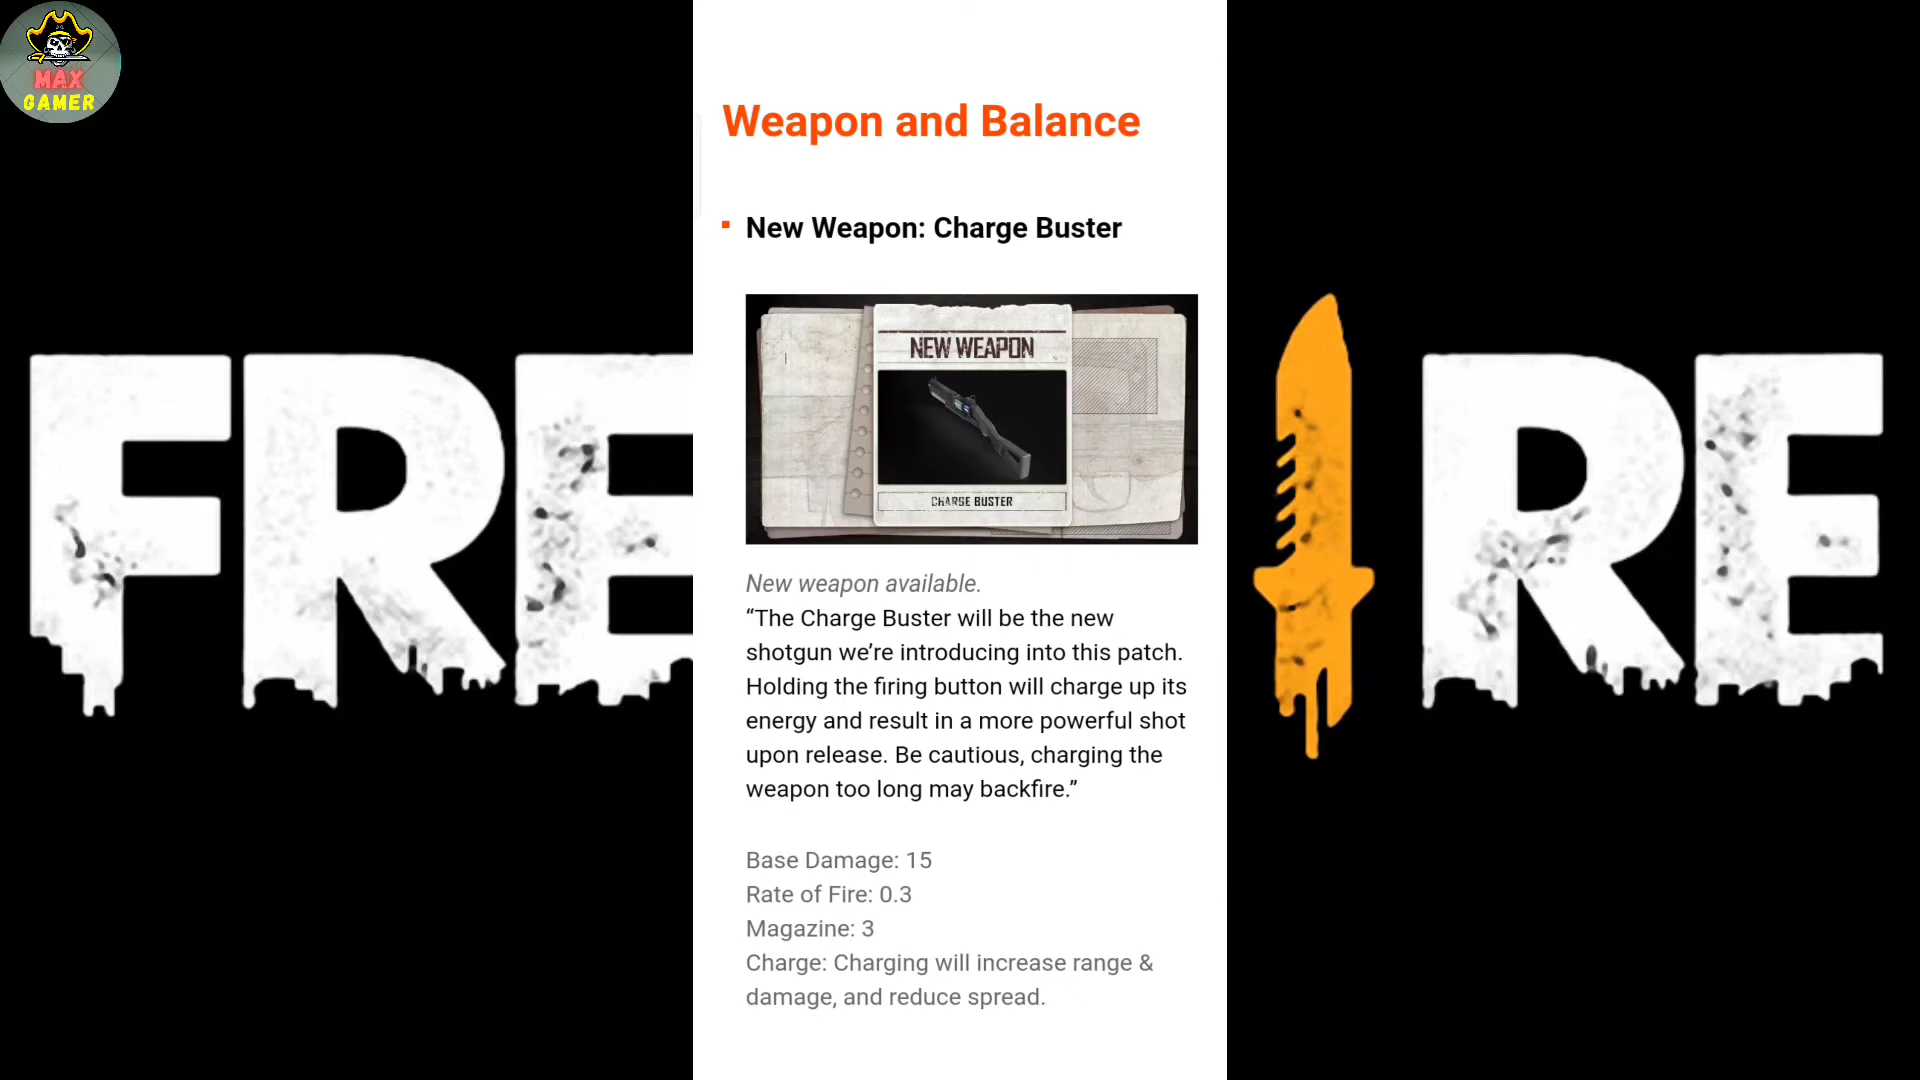 MAX
GAMER
FRE
RE
Weapon and Balance
New Weapon: Charge Buster
NEW WEAPON
CHARGE BUSTER
New weapon available.
“The Charge Buster will be the new
shotgun we’re introducing into this patch.
Holding the firing button will charge up its
energy and result in a more powerful shot
upon release. Be cautious, charging the
weapon too long may backfire.”
Base Damage: 15
Rate of Fire: 0.3
Magazine: 3
Charge: Charging will increase range &
damage, and reduce spread.